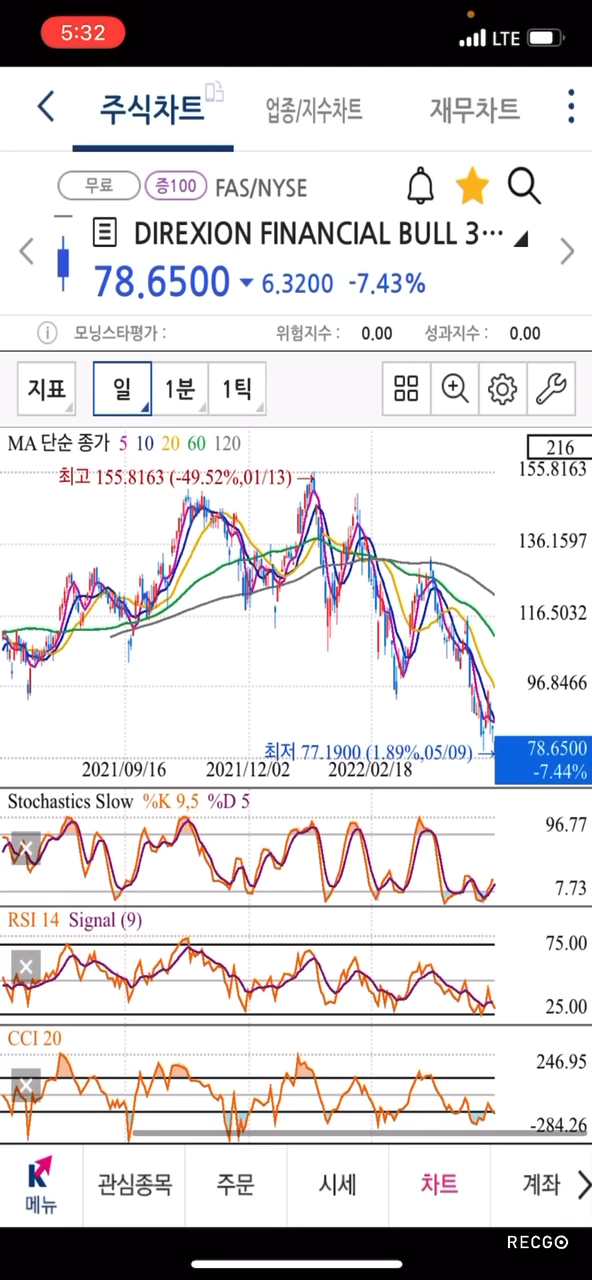 5:32
LTE
주식차트 업종/지수차트 재무차트
무료 증100 FAS/NYSE
DIREXION FINANCIAL BULL 3···
78.6500 6.3200 -7.43%
모닝스타평가 : 위험지수 : 0.00 성과지수 : 0.00
지표 일 1분 1틱
MA 단순 종가 5 10 20 60 120
216
최고 155.8163 (-49.52%,01/13)
155.8163
136.1597
116.5032
96.8466
최저 77.1900 (1.89%,05/09)
78.6500
-7.44%
2021/09/16 2021/12/02 2022/02/18
Stochastics Slow %K 9,5 %D 5
96.77
7.73
RSI 14 Signal (9)
75.00
25.00
CCI 20
246.95
-284.26
메뉴 관심종목 주문 시세 차트 계좌
RECGO